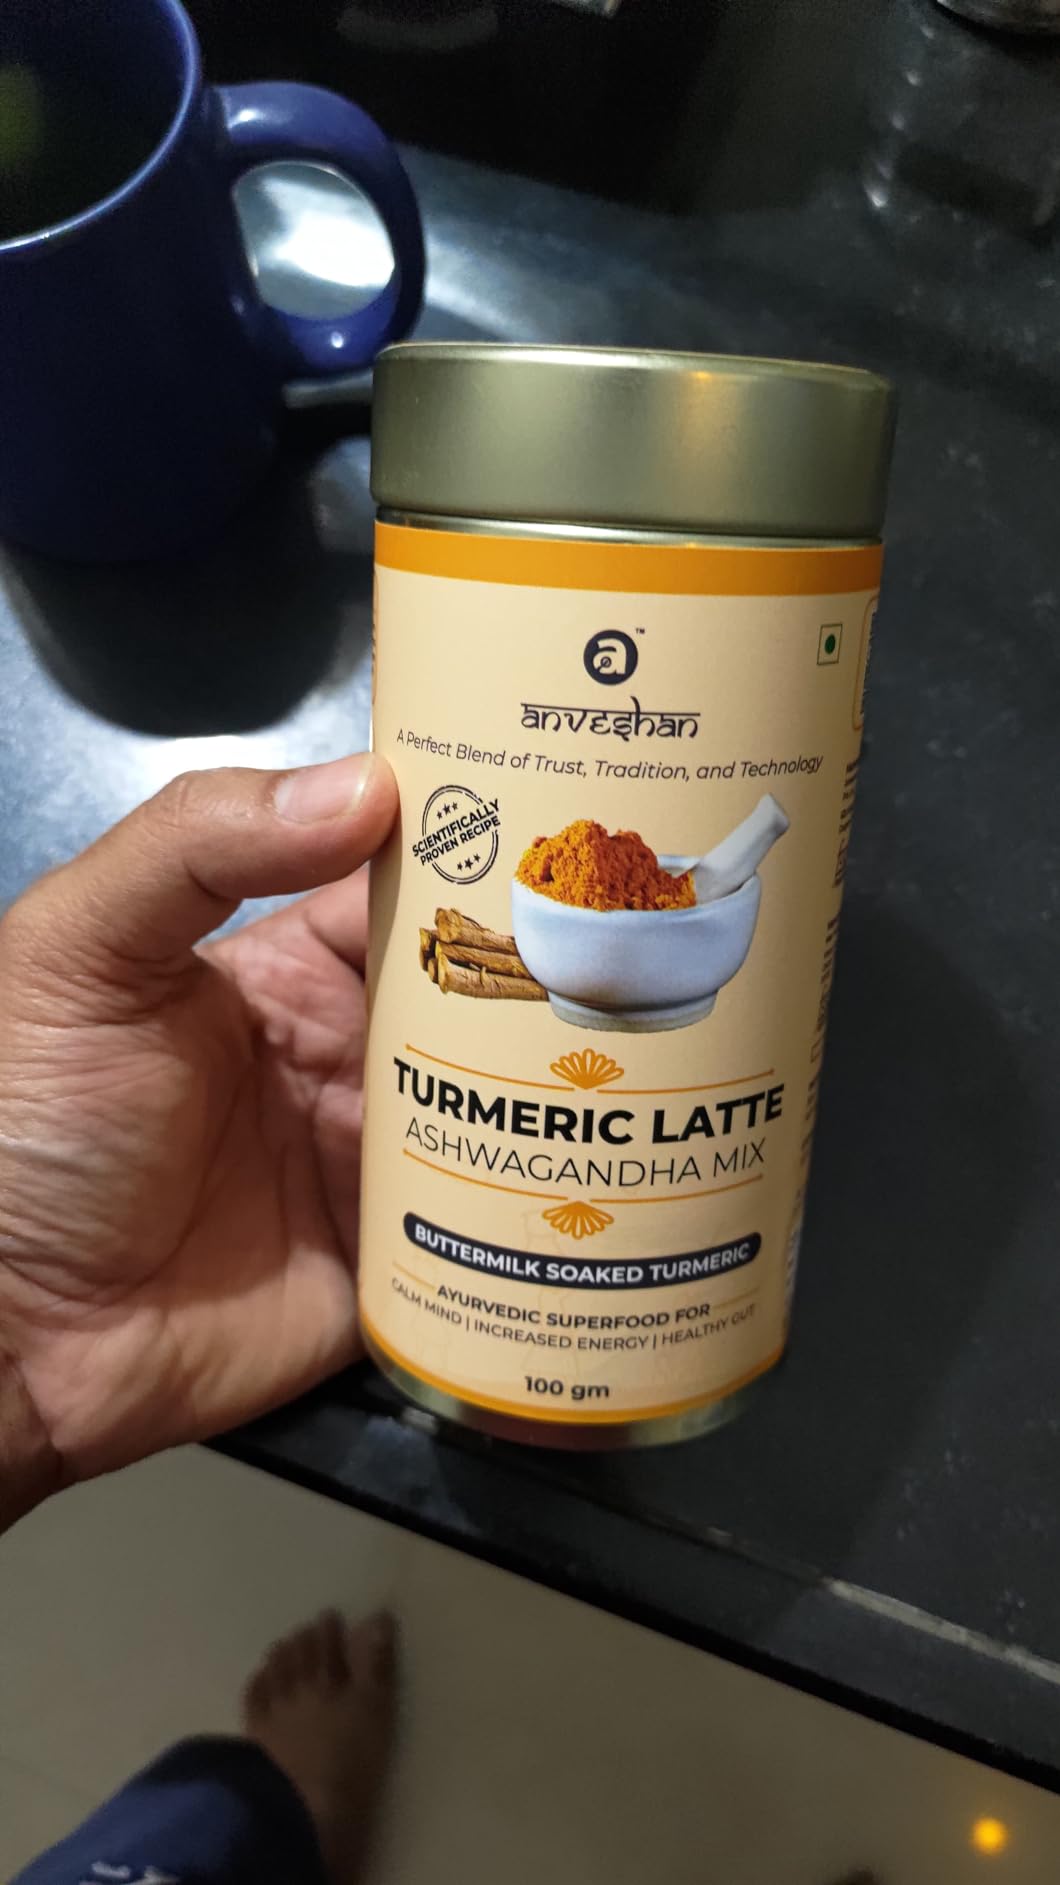 a™
anveshan
A Perfect Blend of Trust, Tradition, and Technology
SCIENTIFICALLY
PROVEN RECIPE
TURMERIC LATTE
ASHWAGANDHA MIX
BUTTERMILK SOAKED TURMERIC
AYURVEDIC SUPERFOOD FOR
CALM MIND | INCREASED ENERGY | HEALTHY GUT
100 gm